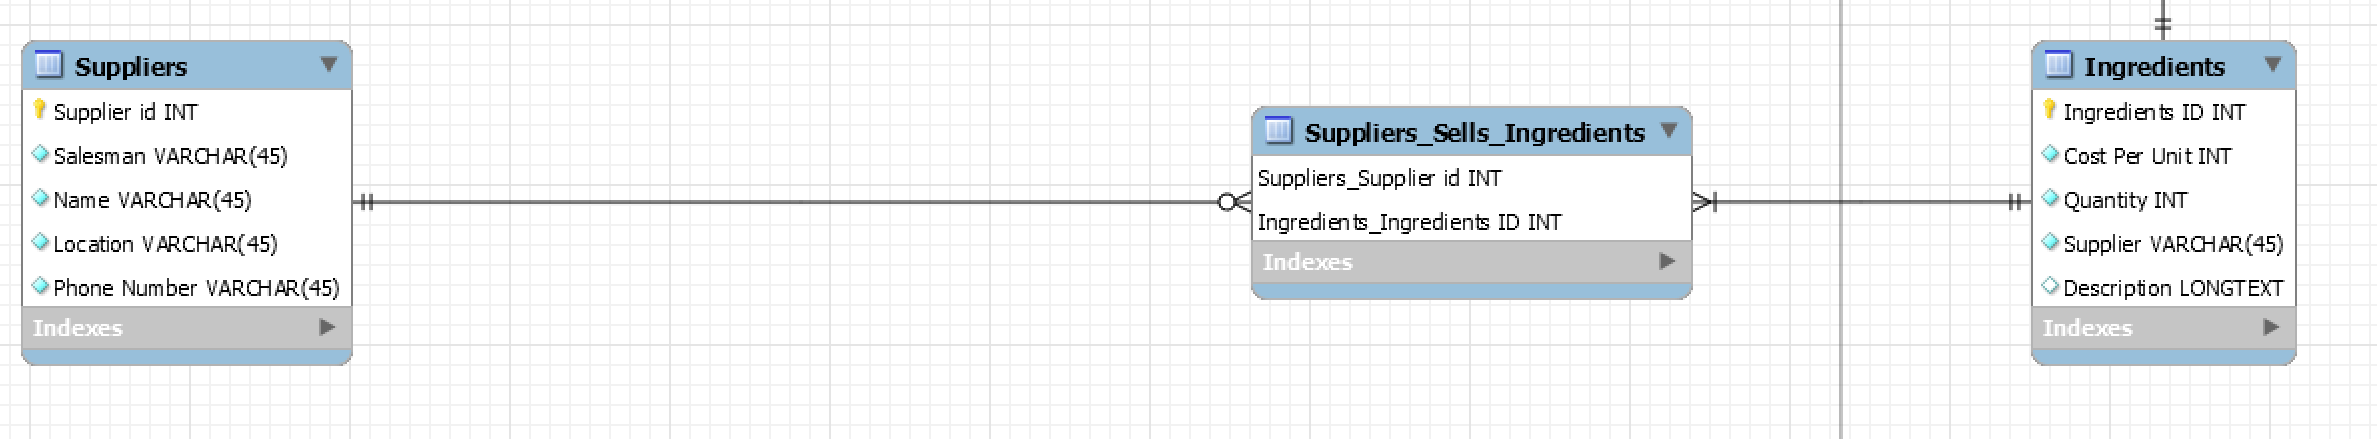 Suppliers
Supplier id INT
Salesman VARCHAR(45)
Name VARCHAR(45)
Location VARCHAR(45)
Phone Number VARCHAR(45)
Indexes
Suppliers_Sells_Ingredients
Suppliers_Supplier id INT
Ingredients_Ingredients ID INT
Indexes
Ingredients
Ingredients ID INT
Cost Per Unit INT
Quantity INT
Supplier VARCHAR(45)
Description LONGTEXT
Indexes